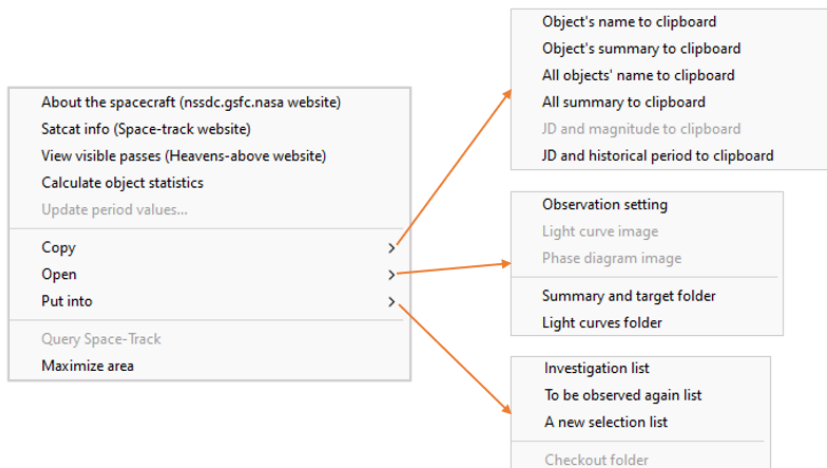 About the spacecraft (nssdc.gsfc.nasa website)
Satcat info (Space-track website)
View visible passes (Heavens-above website)
Calculate object statistics
Update period values...
Copy
Open
Put into
Query Space-Track
Maximize area
Object's name to clipboard
Object's summary to clipboard
All objects' name to clipboard
All summary to clipboard
JD and magnitude to clipboard
JD and historical period to clipboard
Observation setting
Light curve image
Phase diagram image
Summary and target folder
Light curves folder
Investigation list
To be observed again list
A new selection list
Checkout folder